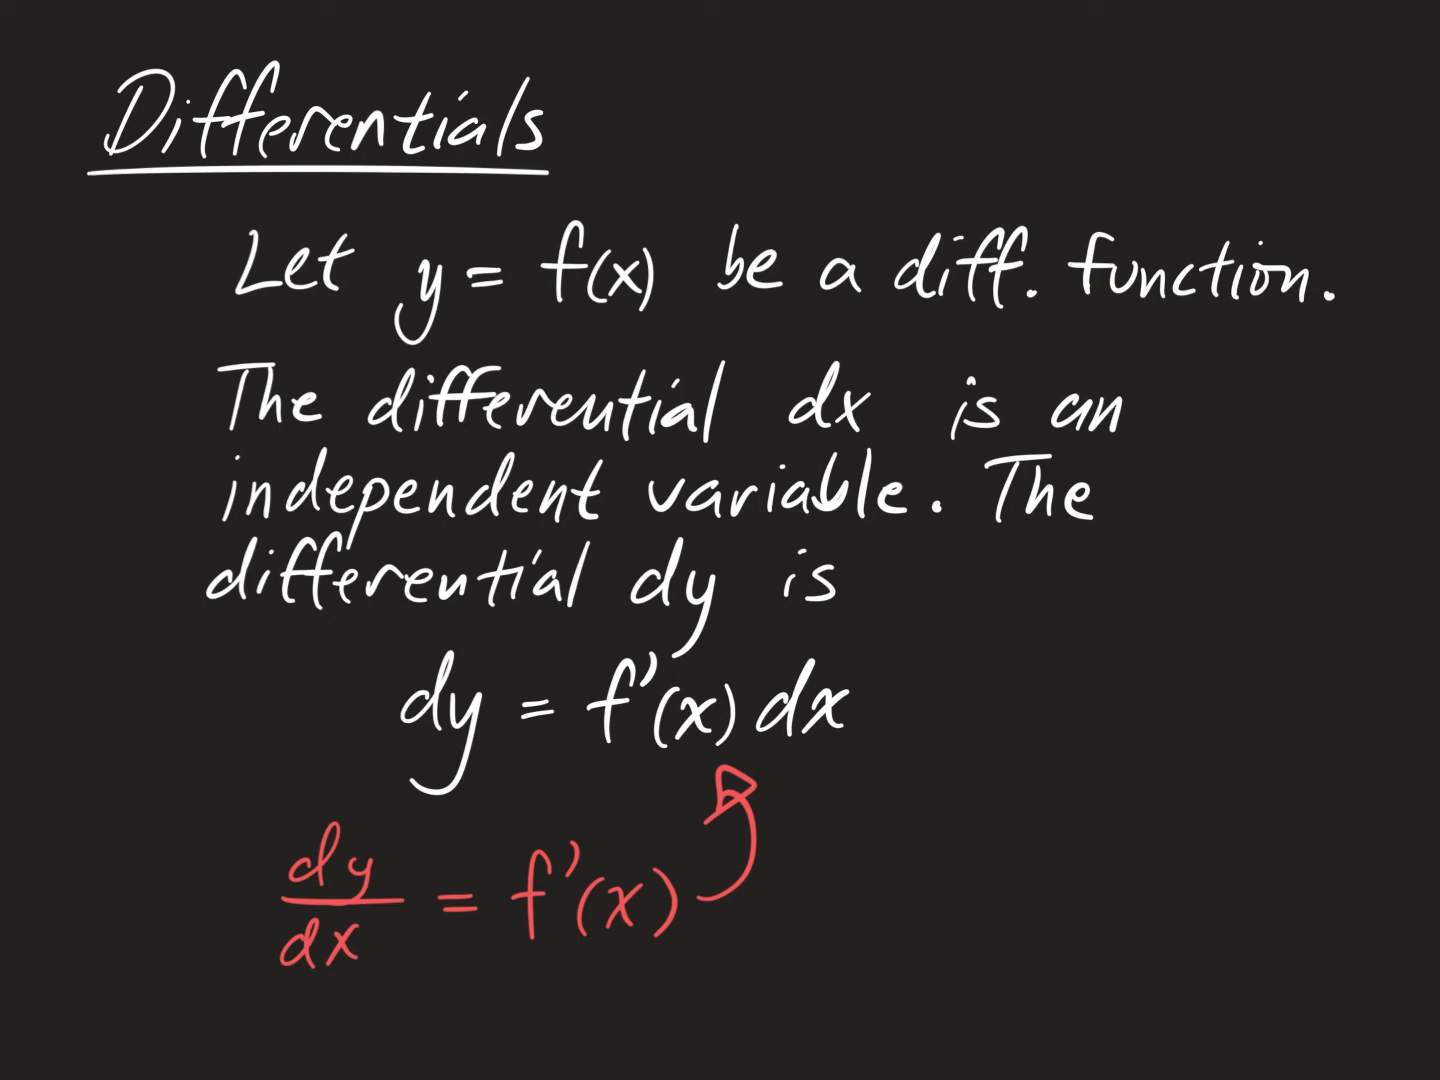 Differentials
Let y = f(x) be a diff. function.
The differential dx is an
independent variable. The
differential dy is
dy = f'(x) dx
dy/dx = f'(x)